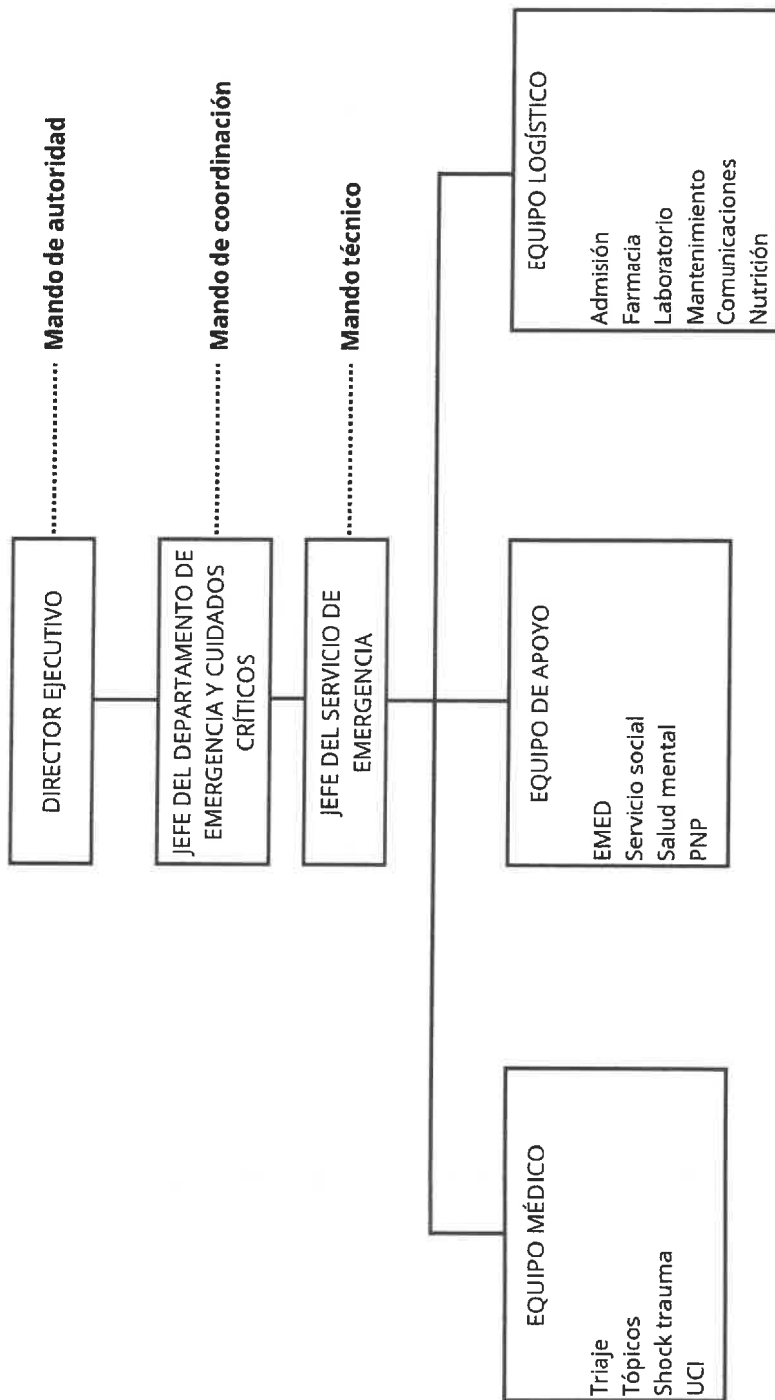 DIRECTOR EJECUTIVO
Mando de autoridad
JEFE DEL DEPARTAMENTO DE
EMERGENCIA Y CUIDADOS
CRÍTICOS
Mando de coordinación
JEFE DEL SERVICIO DE
EMERGENCIA
Mando técnico
EQUIPO MÉDICO
Triaje
Tópicos
Shock trauma
UCI
EQUIPO DE APOYO
EMED
Servicio social
Salud mental
PNP
EQUIPO LOGÍSTICO
Admisión
Farmacia
Laboratorio
Mantenimiento
Comunicaciones
Nutrición